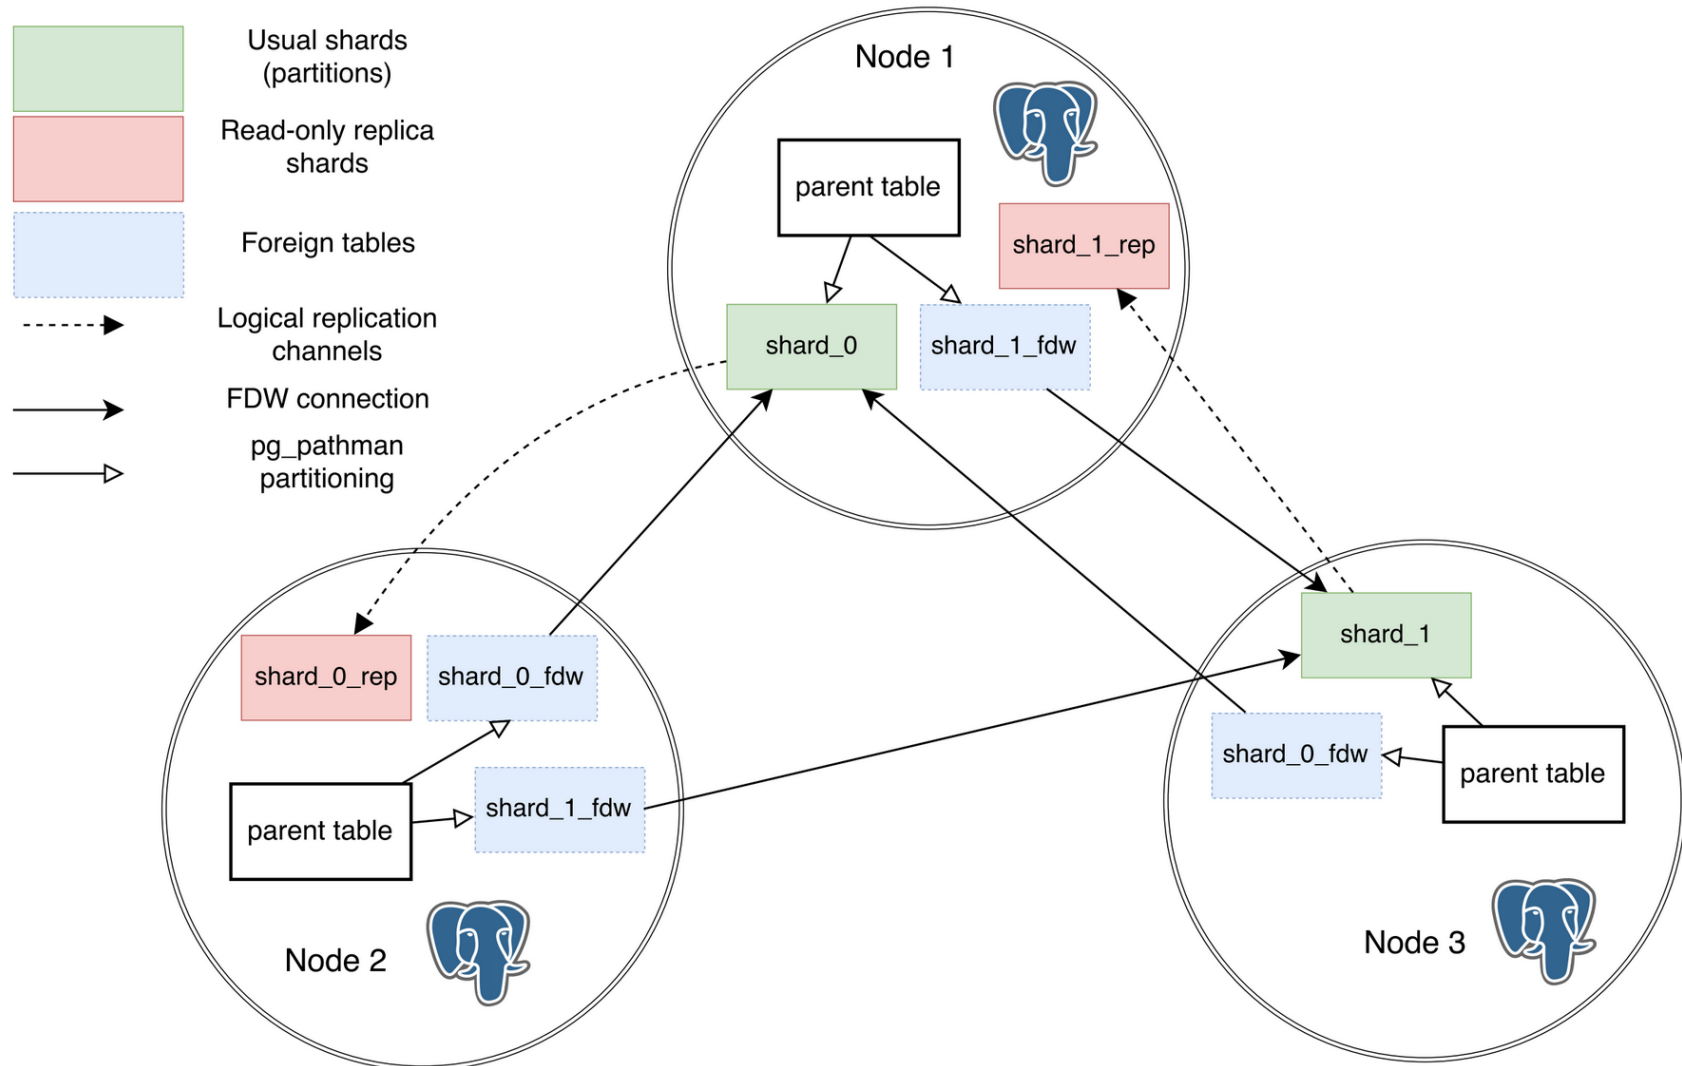 Usual shards
(partitions)
Read-only replica
shards
Foreign tables
Logical replication
channels
FDW connection
pg_pathman
partitioning
Node 1
parent table
shard_1_rep
shard_0
shard_1_fdw
shard_0_rep
shard_0_fdw
shard_1_fdw
parent table
Node 2
shard_1
shard_0_fdw
parent table
Node 3